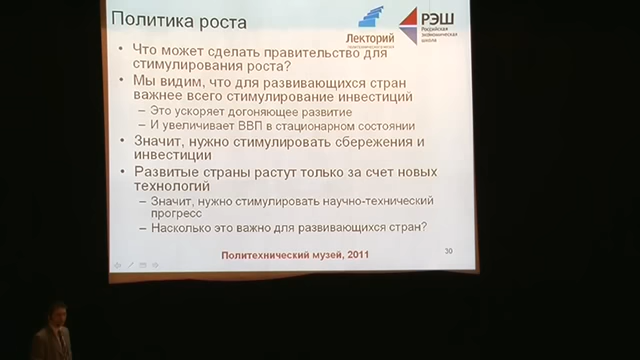 Политика роста
Лекторий
ПОЛИТЕХНИЧЕСКОГО МУЗЕЯ
РЭШ
Российская
экономическая
школа
• Что может сделать правительство для
стимулирования роста?
• Мы видим, что для развивающихся стран
важнее всего стимулирование инвестиций
– Это ускоряет догоняющее развитие
– И увеличивает ВВП в стационарном состоянии
• Значит, нужно стимулировать сбережения и
инвестиции
• Развитые страны растут только за счет новых
технологий
– Значит, нужно стимулировать научно-технический
прогресс
– Насколько это важно для развивающихся стран?
Политехнический музей, 2011
30